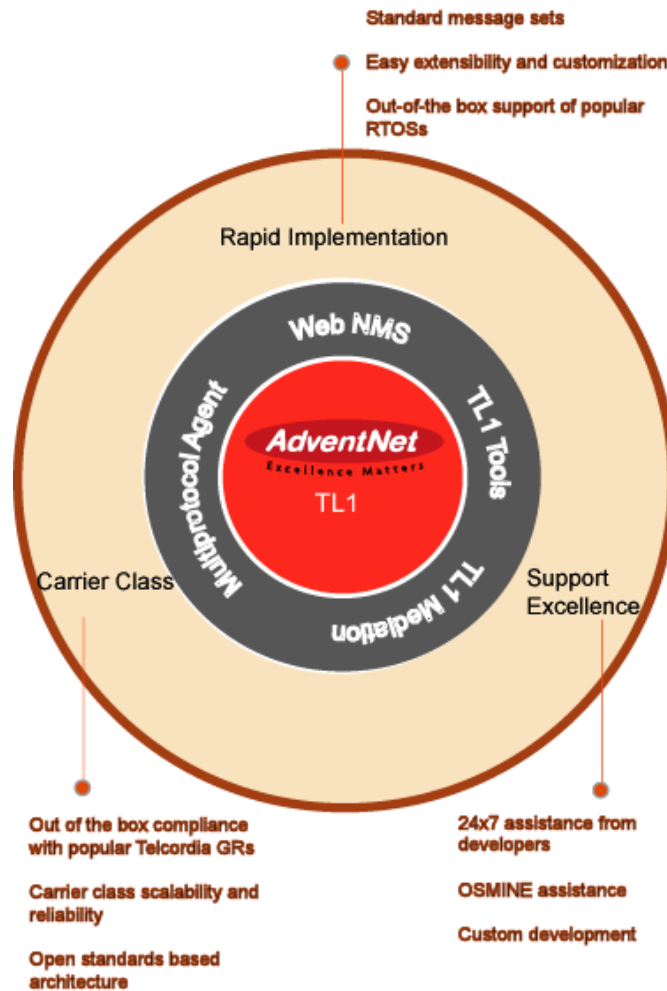 Standard message sets
Easy extensibility and customization
Out-of-the box support of popular
RTOSs
Rapid Implementation
Web NMS
Multiprotocol Agent
TL1 Tools
AdventNet
Excellence Matters
TL1
TL1 Mediation
Carrier Class
Support
Excellence
Out of the box compliance
with popular Telcordia GRs
Carrier class scalability and
reliability
Open standards based
architecture
24x7 assistance from
developers
OSMINE assistance
Custom development